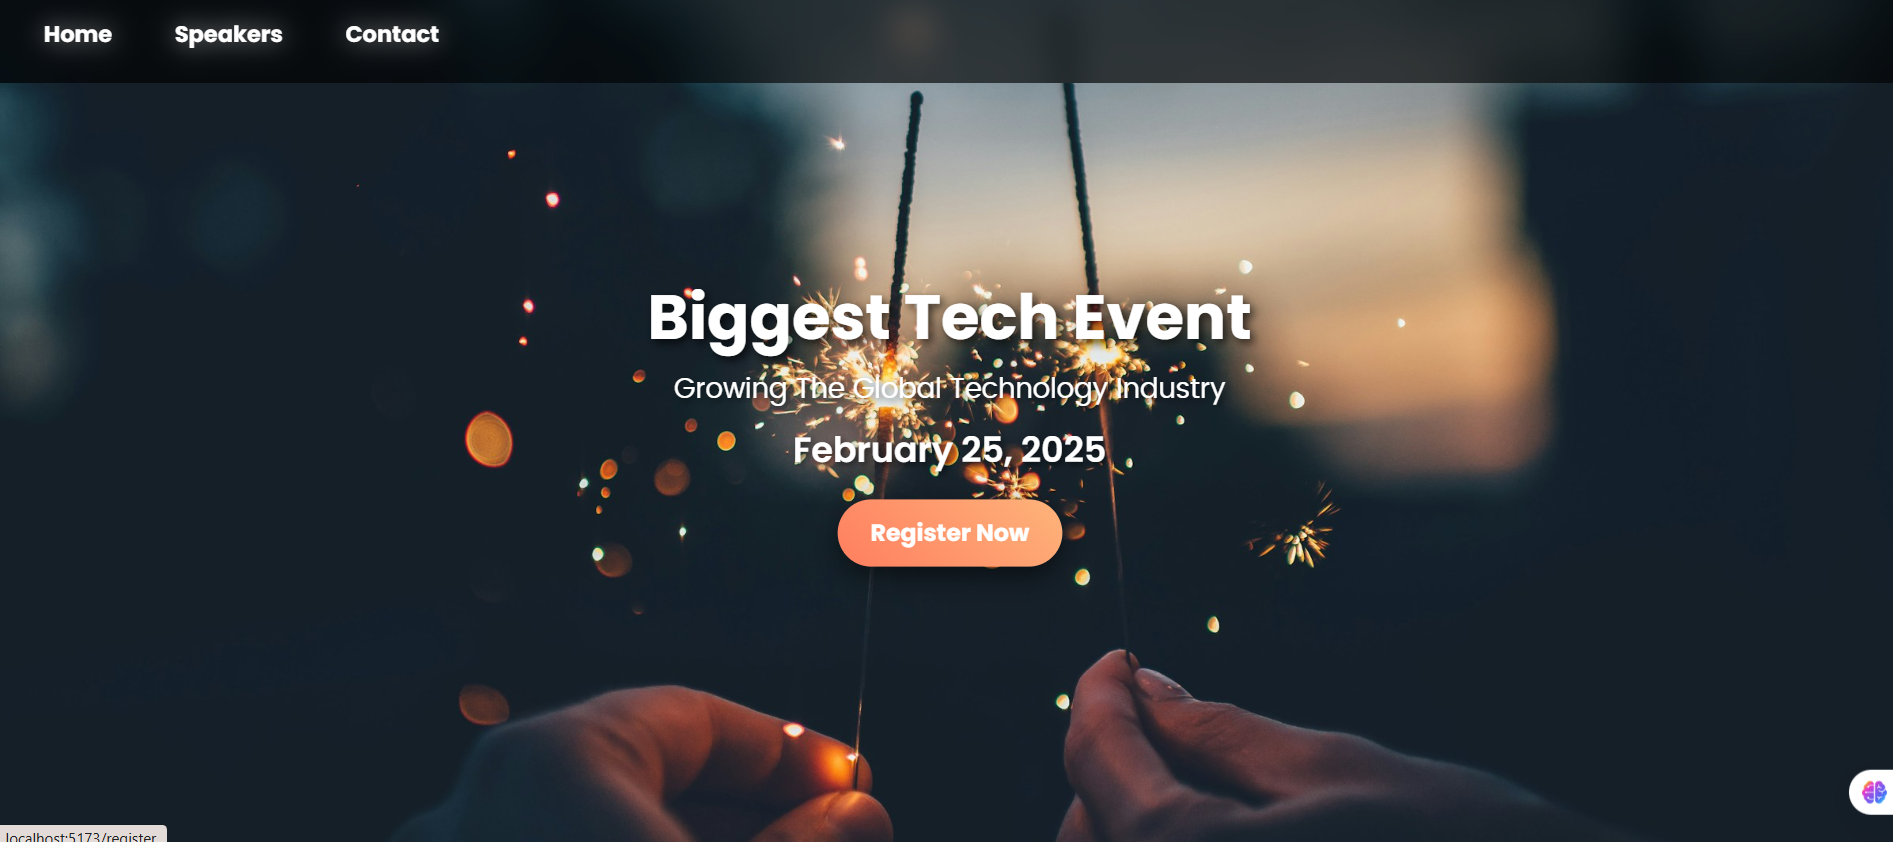 Home Speakers Contact
Biggest Tech Event
Growing The Global Technology Industry
February 25, 2025
Register Now
localhost:5173/register